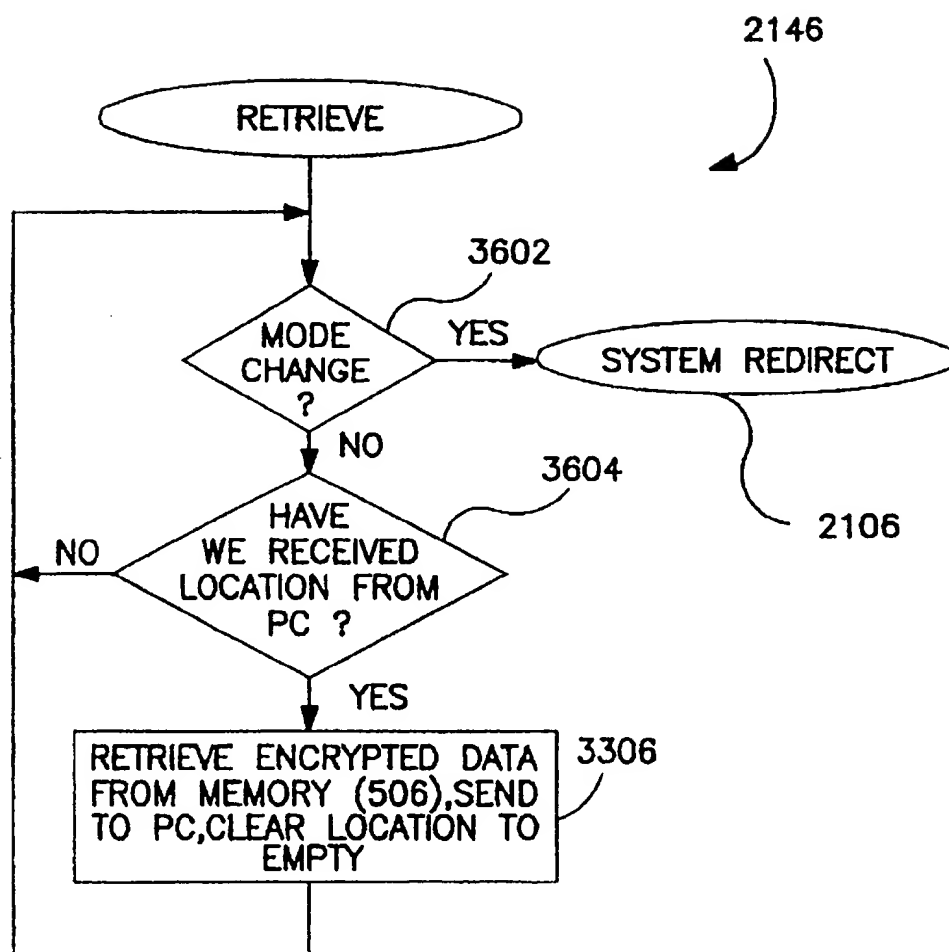 2146
RETRIEVE
3602
MODE
CHANGE
?
YES
SYSTEM REDIRECT
NO
2106
3604
HAVE
WE RECEIVED
LOCATION FROM
PC ?
NO
YES
3306
RETRIEVE ENCRYPTED DATA
FROM MEMORY (506),SEND
TO PC,CLEAR LOCATION TO
EMPTY